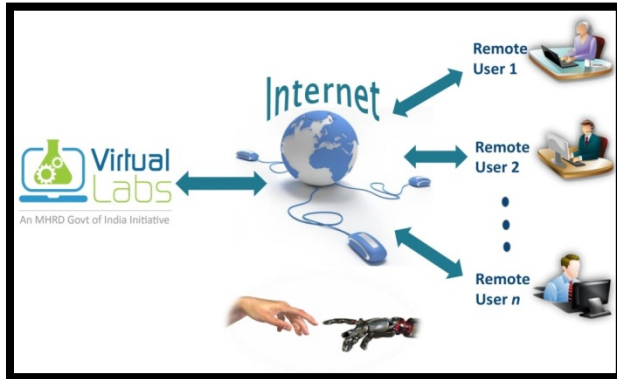 Virtual
Labs
An MHRD Govt of India Initiative
Internet
Remote
User 1
Remote
User 2
Remote
User n